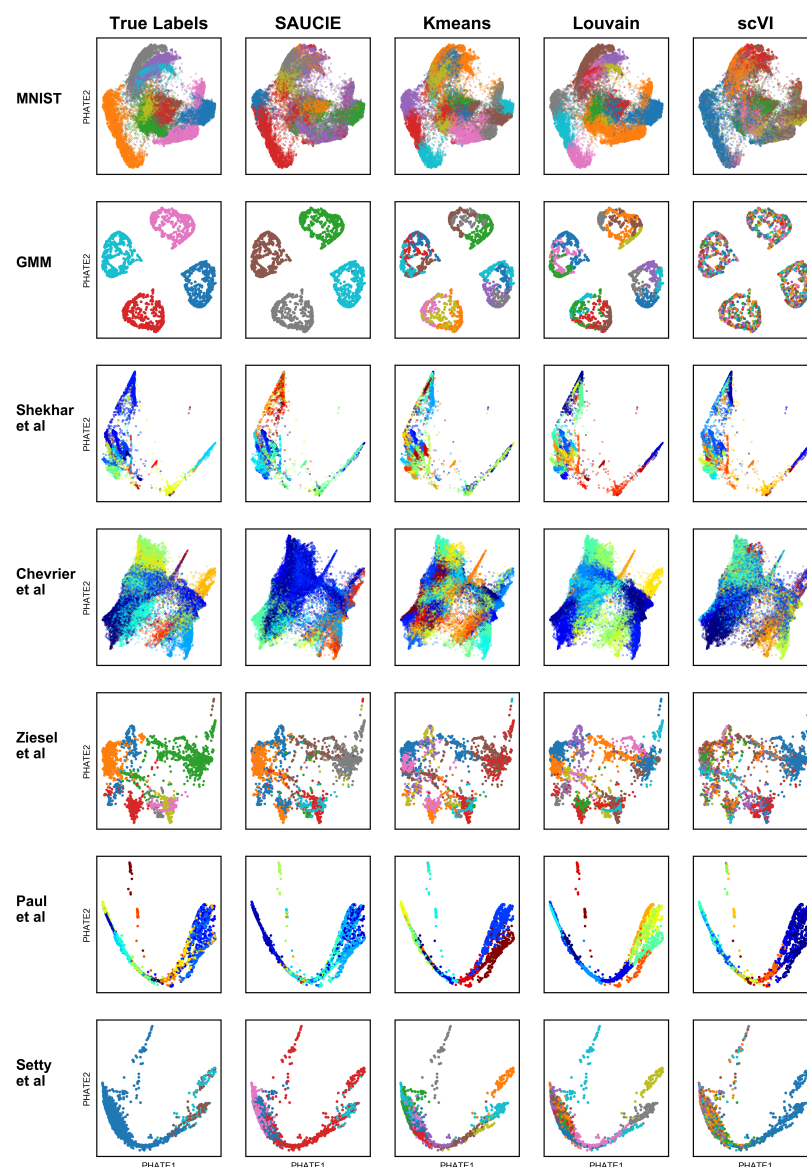 True Labels SAUCIE Kmeans Louvain scVI
MNIST
PHATE2
GMM
PHATE2
Shekhar
et al
PHATE2
Chevrier
et al
PHATE2
Ziesel
et al
PHATE2
Paul
et al
PHATE2
Setty
et al
PHATE2
PHATE1 PHATE1 PHATE1 PHATE1 PHATE1